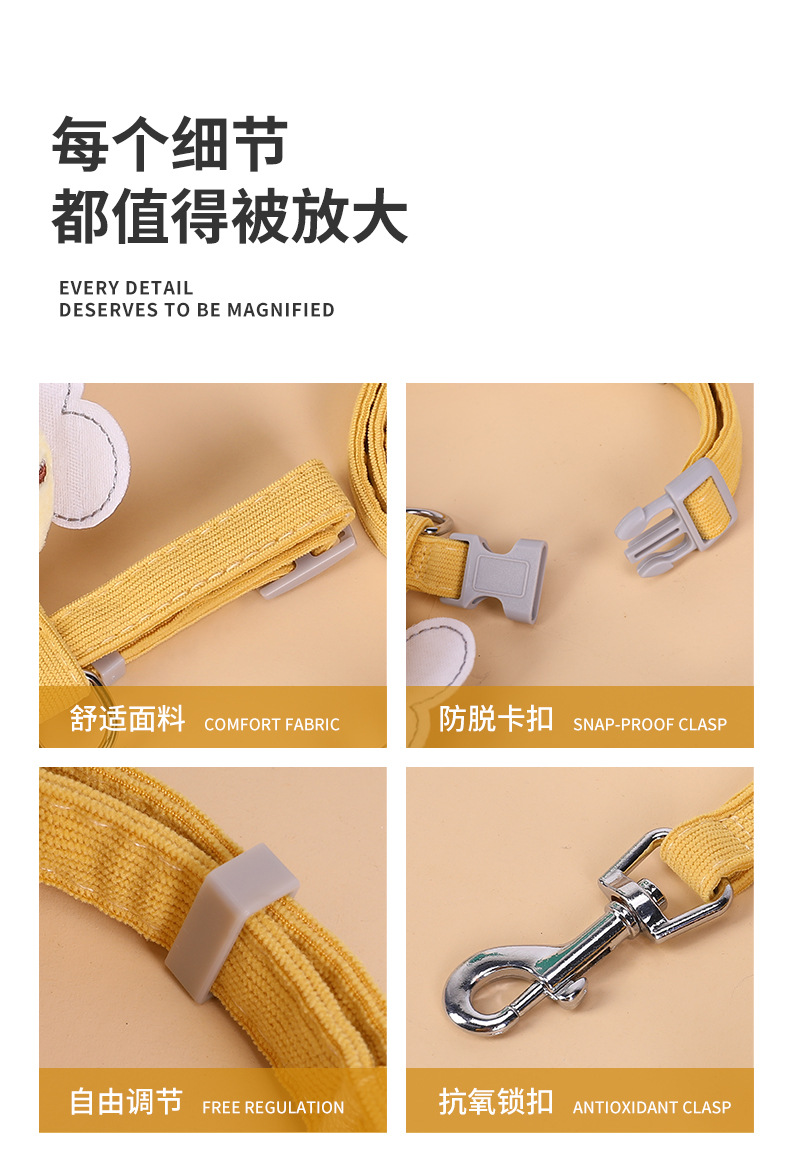 每个细节
都值得被放大
EVERY DETAIL
DESERVES TO BE MAGNIFIED
舒适面料 COMFORT FABRIC
防脱卡扣 SNAP-PROOF CLASP
自由调节 FREE REGULATION
抗氧锁扣 ANTIOXIDANT CLASP